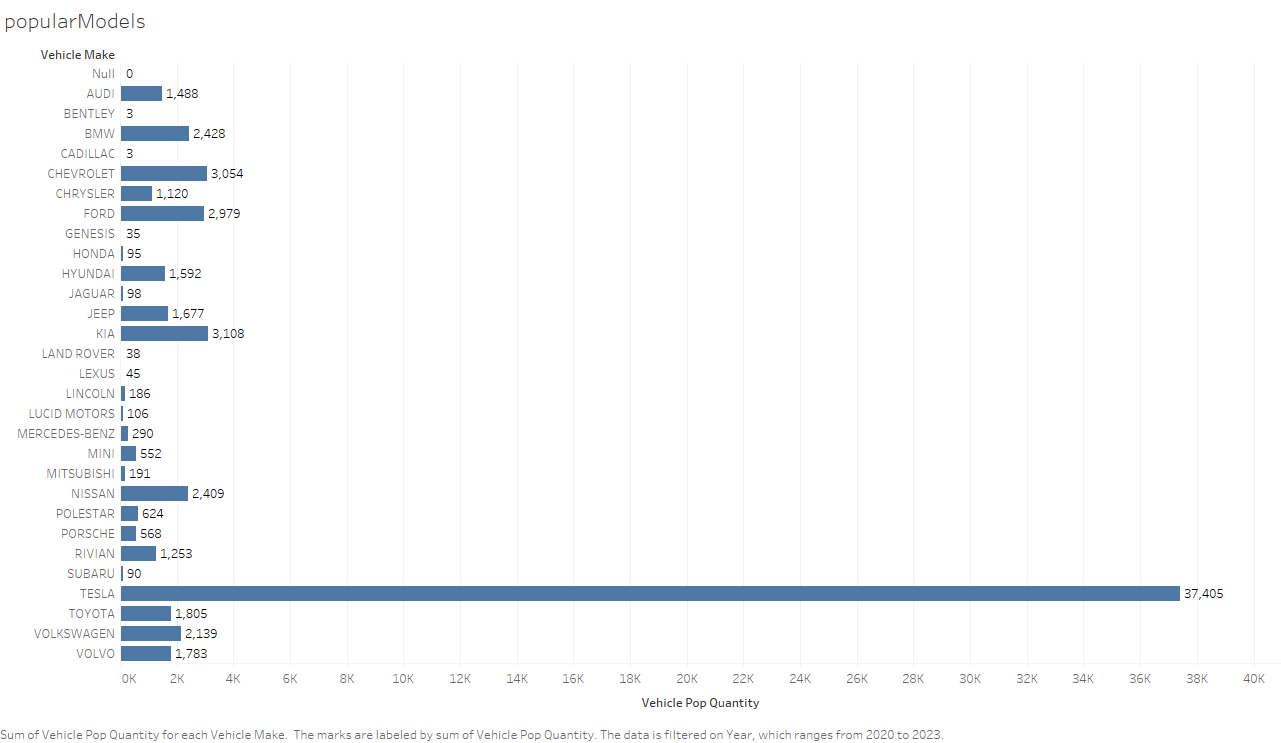 popularModels
Vehicle Make
Null 0
AUDI 1,488
BENTLEY 3
BMW 2,428
CADILLAC 3
CHEVROLET 3,054
CHRYSLER 1,120
FORD 2,979
GENESIS 35
HONDA 95
HYUNDAI 1,592
JAGUAR 98
JEEP 1,677
KIA 3,108
LAND ROVER 38
LEXUS 45
LINCOLN 186
LUCID MOTORS 106
MERCEDES-BENZ 290
MINI 552
MITSUBISHI 191
NISSAN 2,409
POLESTAR 624
PORSCHE 568
RIVIAN 1,253
SUBARU 90
TESLA 37,405
TOYOTA 1,805
VOLKSWAGEN 2,139
VOLVO 1,783
0K 2K 4K 6K 8K 10K 12K 14K 16K 18K 20K 22K 24K 26K 28K 30K 32K 34K 36K 38K 40K
Vehicle Pop Quantity
Sum of Vehicle Pop Quantity for each Vehicle Make.  The marks are labeled by sum of Vehicle Pop Quantity. The data is filtered on Year, which ranges from 2020 to 2023.